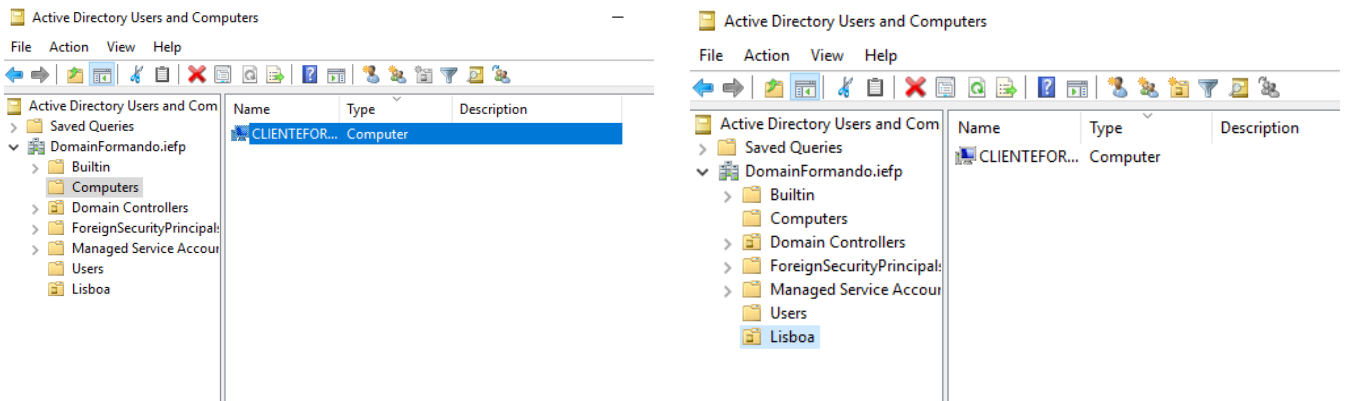 Active Directory Users and Computers
File Action View Help
Active Directory Users and Com
Saved Queries
DomainFormando.iefp
Builtin
Computers
Domain Controllers
ForeignSecurityPrincipals
Managed Service Accour
Users
Lisboa
Name Type Description
CLIENTEFOR... Computer
Active Directory Users and Computers
File Action View Help
Active Directory Users and Com
Saved Queries
DomainFormando.iefp
Builtin
Computers
Domain Controllers
ForeignSecurityPrincipals
Managed Service Accour
Users
Lisboa
Name Type Description
CLIENTEFOR... Computer